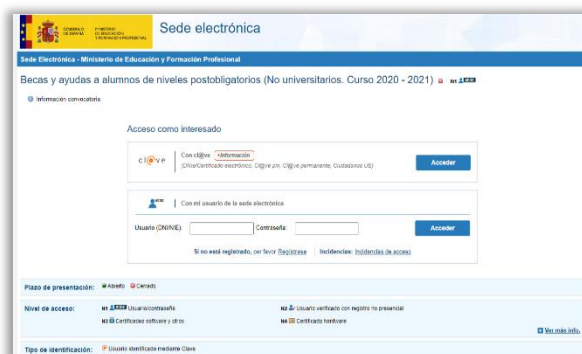 GOBIERNO DE ESPAÑA
MINISTERIO DE EDUCACIÓN Y FORMACIÓN PROFESIONAL
Sede electrónica
Sede Electrónica - Ministerio de Educación y Formación Profesional
Becas y ayudas a alumnos de niveles postobligatorios (No universitarios. Curso 2020 - 2021) N1
Información convocatoria
Acceso como interesado
cl@ve
Con cl@ve +Información
(DNIe/Certificado electrónico, Cl@ve pin, Cl@ve permanente, Ciudadanos UE)
Acceder
Con mi usuario de la sede electrónica
Usuario (DNI/NIE): Contraseña: Acceder
Si no está registrado, por favor Regístrese Incidencias: Incidencias de acceso
Plazo de presentación: Abierto Cerrado
Nivel de acceso: N1 Usuario/contraseña N2 Usuario verificado con registro no presencial
N3 Certificados software y otros N4 Certificado hardware
Ver más info.
Tipo de identificación: Usuario identificado mediante Clave